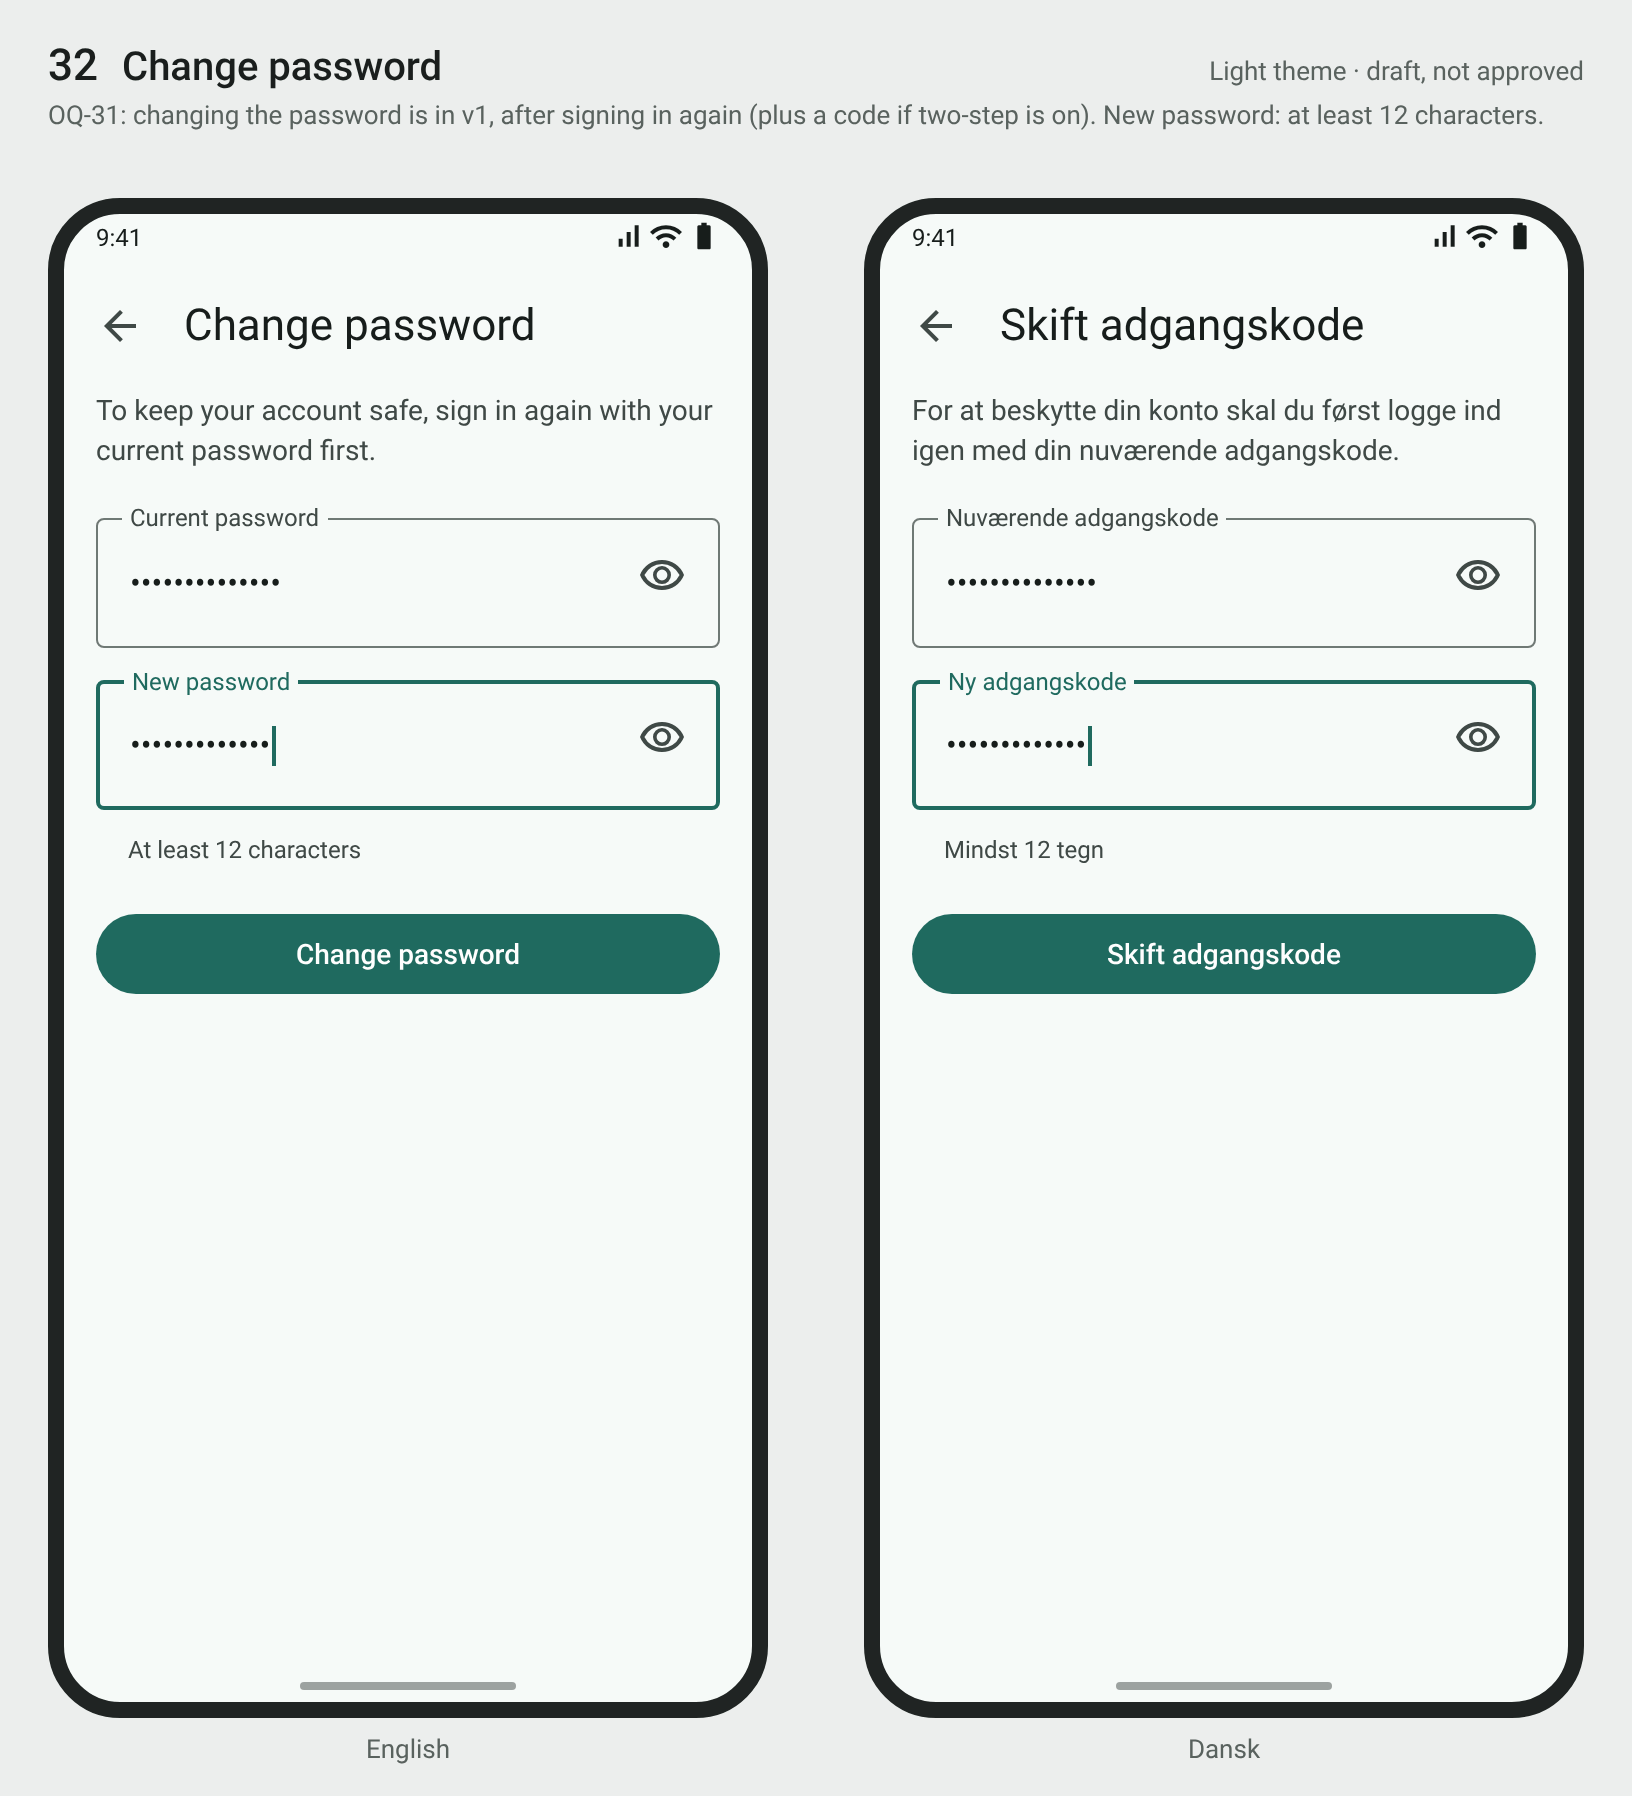 32 Change password
Light theme · draft, not approved
OQ-31: changing the password is in v1, after signing in again (plus a code if two-step is on). New password: at least 12 characters.
9:41
Change password
To keep your account safe, sign in again with your
current password first.
Current password
••••••••••••••
New password
•••••••••••••
At least 12 characters
Change password
English
9:41
Skift adgangskode
For at beskytte din konto skal du først logge ind
igen med din nuværende adgangskode.
Nuværende adgangskode
••••••••••••••
Ny adgangskode
•••••••••••••
Mindst 12 tegn
Skift adgangskode
Dansk